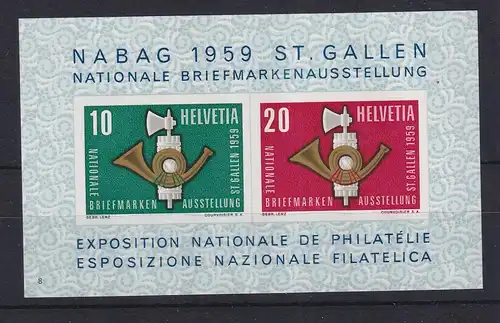 NABAG 1959 ST. GALLEN
NATIONALE BRIEFMARKENAUSSTELLUNG
10 HELVETIA
NATIONALE
BRIEFMARKEN AUSSTELLUNG
ST. GALLEN 1959
GEBR. LENZ COURVOISIER S.A.
20 HELVETIA
NATIONALE
BRIEFMARKEN AUSSTELLUNG
ST. GALLEN 1959
GEBR. LENZ COURVOISIER S.A.
EXPOSITION NATIONALE DE PHILATÉLIE
ESPOSIZIONE NAZIONALE FILATELICA
8